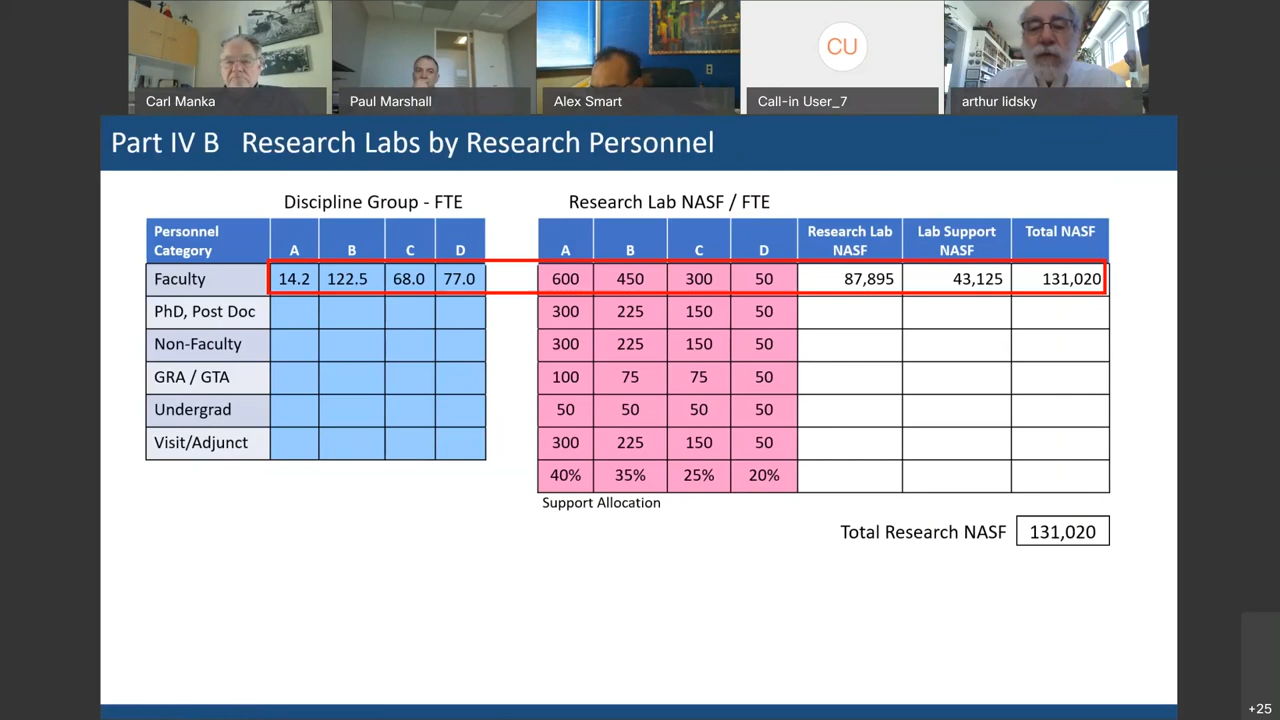 CU
Carl Manka
Paul Marshall
Alex Smart
Call-in User_7
arthur lidsky
Part IV B Research Labs by Research Personnel
Discipline Group - FTE
Research Lab NASF / FTE
Personnel Category A B C D
A B C D Research Lab NASF Lab Support NASF Total NASF
Faculty 14.2 122.5 68.0 77.0 600 450 300 50 87,895 43,125 131,020
PhD, Post Doc 300 225 150 50
Non-Faculty 300 225 150 50
GRA / GTA 100 75 75 50
Undergrad 50 50 50 50
Visit/Adjunct 300 225 150 50
40% 35% 25% 20%
Support Allocation
Total Research NASF 131,020
+25